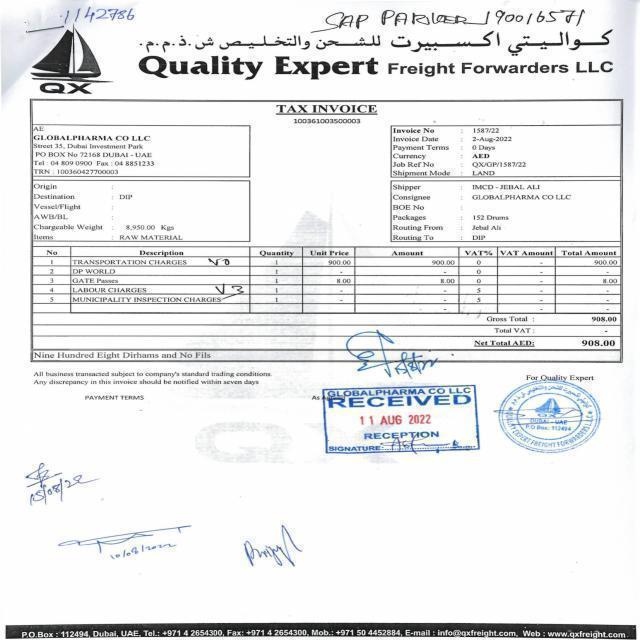 1142786
SAP PARKED 190016571
كواليتي اكسبيرت للشحن والتخليص ش.ذ.م.م.
QX
Quality Expert Freight Forwarders LLC
TAX INVOICE
100361003500003
AE
GLOBALPHARMA CO LLC
Street 35, Dubai Investment Park
PO BOX No 72168 DUBAI - UAE
Tel : 04 809 0900 Fax : 04 8851233
TRN : 100360427700003
Invoice No : 1587/22
Invoice Date : 2-Aug-2022
Payment Terms : 0 Days
Currency : AED
Job Ref No : QX/GP/1587/22
Shipment Mode : LAND
Origin :
Destination : DIP
Vessel/Flight :
AWB/BL :
Chargeable Weight : 8,950.00 Kgs
Items : RAW MATERIAL
Shipper : IMCD - JEBAL ALI
Consignee : GLOBALPHARMA CO LLC
BOE No :
Packages : 152 Drums
Routing From : Jebal Ali
Routing To : DIP
No Description Quantity Unit Price Amount VAT% VAT Amount Total Amount
1 TRANSPORTATION CHARGES V0 1 900.00 900.00 0 - 900.00
2 DP WORLD 1 - - 0 - -
3 GATE Passes 1 8.00 8.00 0 - 8.00
4 LABOUR CHARGES V3 1 - - 5 - -
5 MUNICIPALITY INSPECTION CHARGES 1 - - 5 - -
Gross Total : 908.00
Total VAT : -
Net Total AED: 908.00
Nine Hundred Eight Dirhams and No Fils
All business transacted subject to company's standard trading conditions.
Any discrepancy in this invoice should be notified within seven days
PAYMENT TERMS
As Ag
For Quality Expert
GLOBALPHARMA CO LLC
RECEIVED
11 AUG 2022
RECEPTION
SIGNATURE:
DUBAI - UAE
P.O Box: 112494
QUALITY EXPERT FREIGHT FORWARDERS LLC
15/08/22
10/08/2022
P.O.Box : 112494, Dubai, UAE, Tel.: +971 4 2654300, Fax: +971 4 2654300, Mob.: +971 50 4452884, E-mail : info@qxfreight.com, Web : www.qxfreight.com